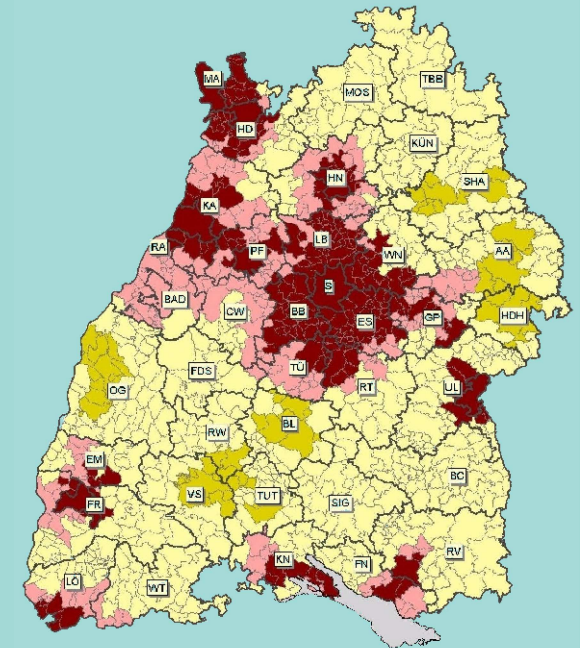 MA
MOS
TBB
HD
KÜN
HN
SHA
KA
LB
RA
PF
WN
AA
S
BAD
CW
BB
ES
GP
HDH
TÜ
FDS
RT
UL
OG
BL
RW
EM
BC
VS
TUT
SIG
FR
KN
FN
RV
LÖ
WT